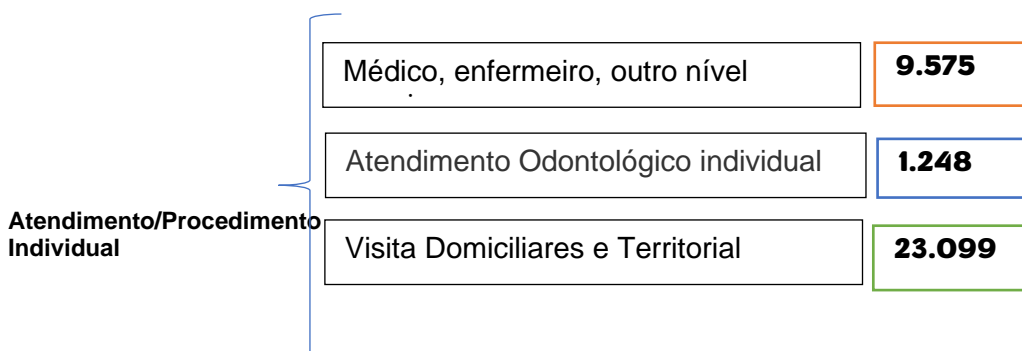 Médico, enfermeiro, outro nível
9.575
Atendimento Odontológico individual
1.248
Atendimento/Procedimento
Individual
Visita Domiciliares e Territorial
23.099